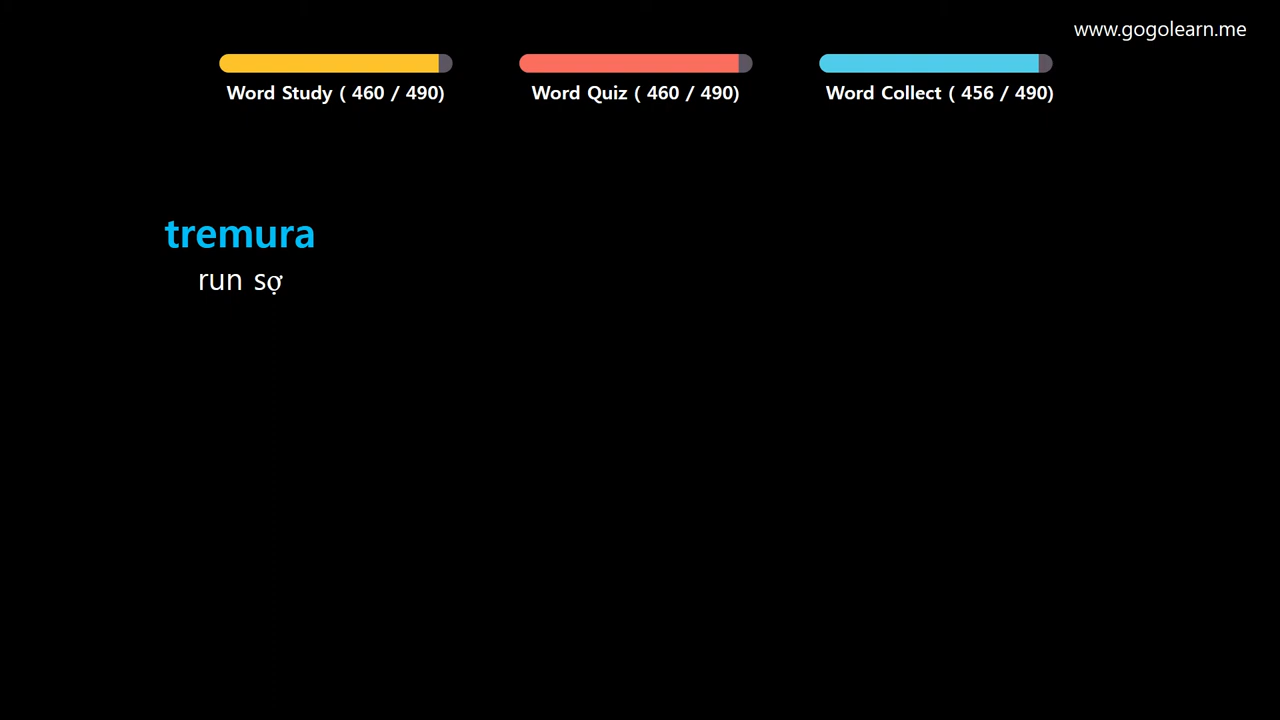 www.gogolearn.me
Word Study ( 460 / 490)
Word Quiz ( 460 / 490)
Word Collect ( 456 / 490)
tremura
run sợ